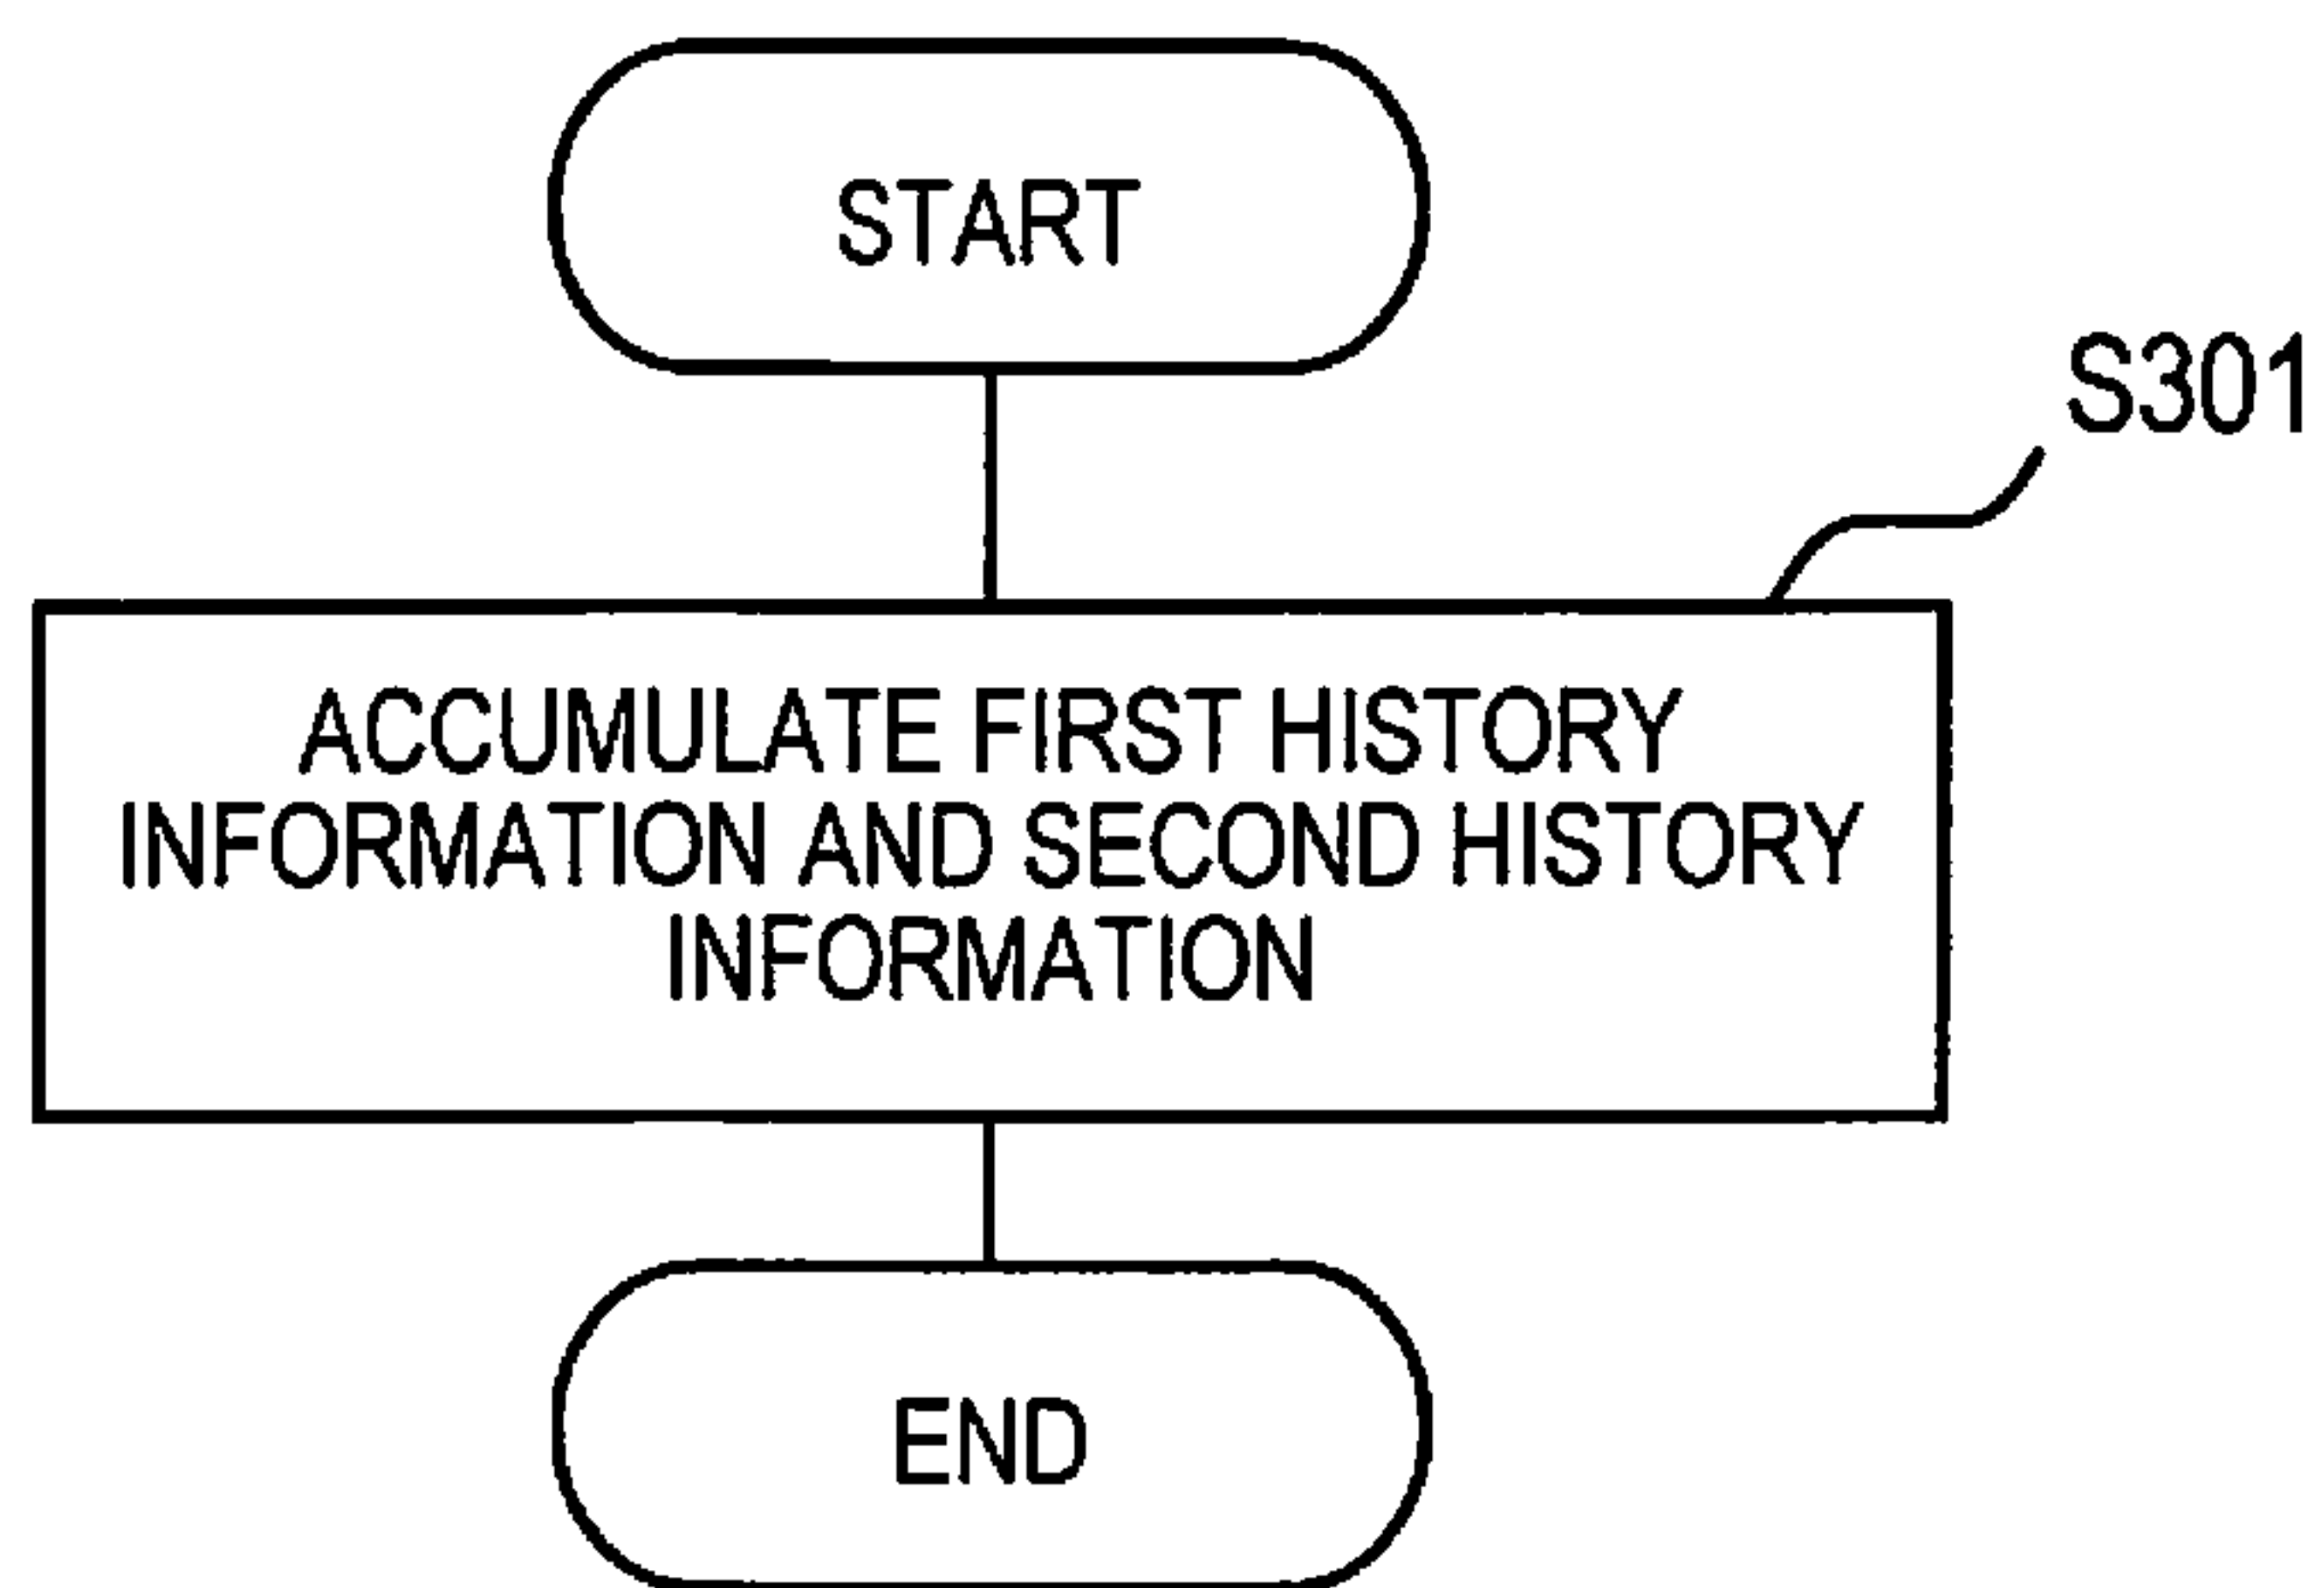 START
S301
ACCUMULATE FIRST HISTORY
INFORMATION AND SECOND HISTORY
INFORMATION
END